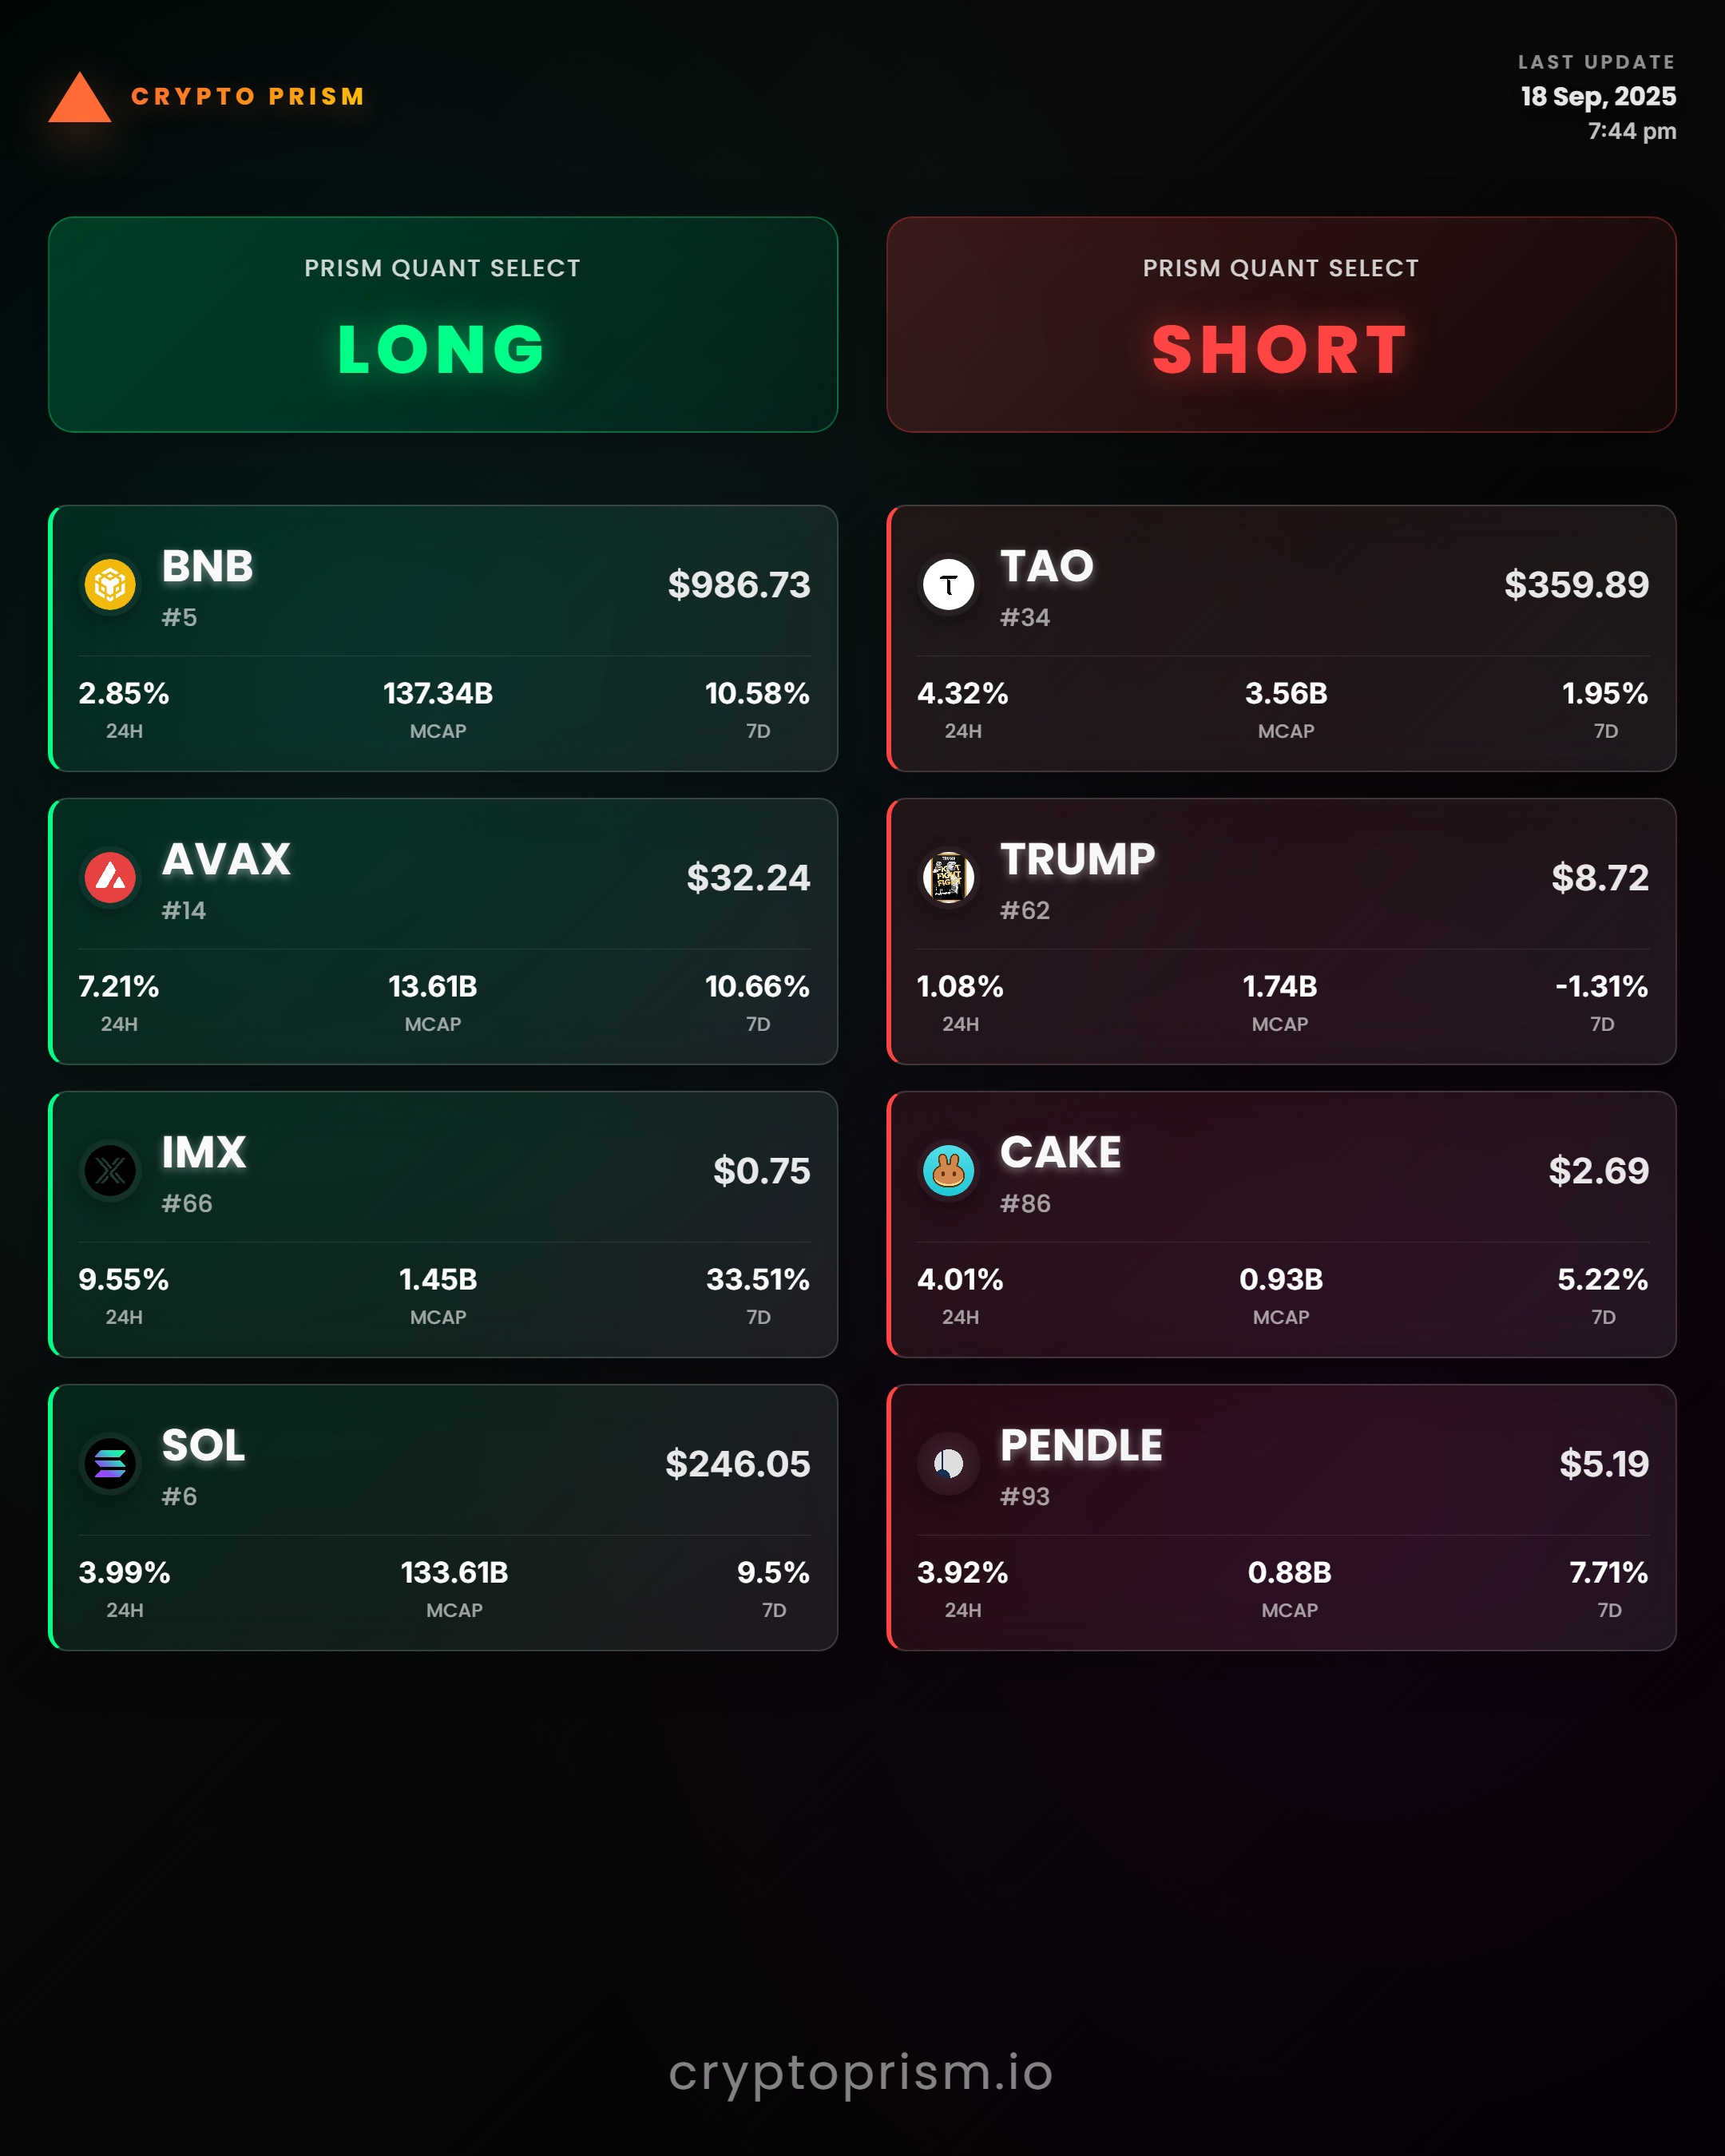 CRYPTO PRISM
LAST UPDATE
18 Sep, 2025
7:44 pm
PRISM QUANT SELECT
LONG
BNB
#5
$986.73
2.85% 137.34B 10.58%
24H MCAP 7D
AVAX
#14
$32.24
7.21% 13.61B 10.66%
24H MCAP 7D
IMX
#66
$0.75
9.55% 1.45B 33.51%
24H MCAP 7D
SOL
#6
$246.05
3.99% 133.61B 9.5%
24H MCAP 7D
PRISM QUANT SELECT
SHORT
TAO
#34
$359.89
4.32% 3.56B 1.95%
24H MCAP 7D
TRUMP
#62
$8.72
1.08% 1.74B -1.31%
24H MCAP 7D
CAKE
#86
$2.69
4.01% 0.93B 5.22%
24H MCAP 7D
PENDLE
#93
$5.19
3.92% 0.88B 7.71%
24H MCAP 7D
cryptoprism.io